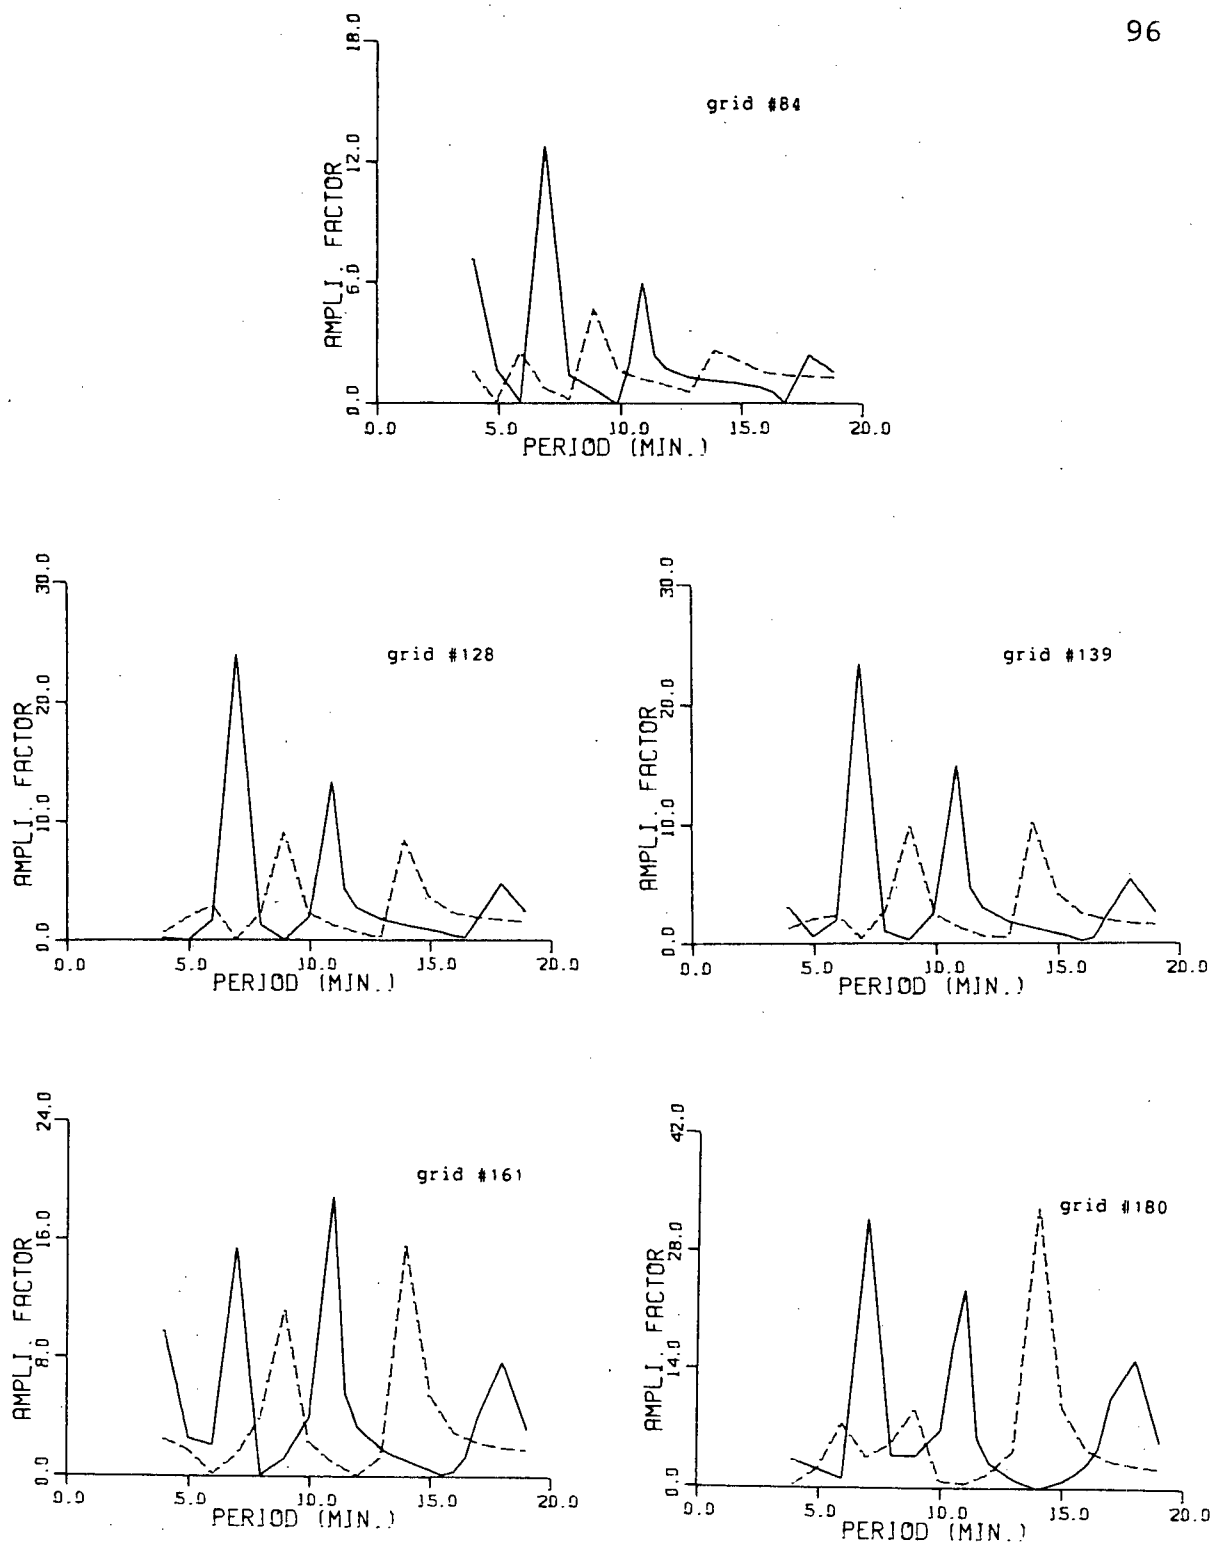 96
grid #84
AMPLI. FACTOR
18.0
12.0
6.0
0.0
0.0 5.0 10.0 15.0 20.0
PERIOD (MIN.)
grid #128
AMPLI. FACTOR
30.0
20.0
10.0
0.0
0.0 5.0 10.0 15.0 20.0
PERIOD (MIN.)
grid #139
AMPLI. FACTOR
30.0
20.0
10.0
0.0
0.0 5.0 10.0 15.0 20.0
PERIOD (MIN.)
grid #161
AMPLI. FACTOR
24.0
16.0
8.0
0.0
0.0 5.0 10.0 15.0 20.0
PERIOD (MIN.)
grid #180
AMPLI. FACTOR
42.0
28.0
14.0
0.0
0.0 5.0 10.0 15.0 20.0
PERIOD (MIN.)